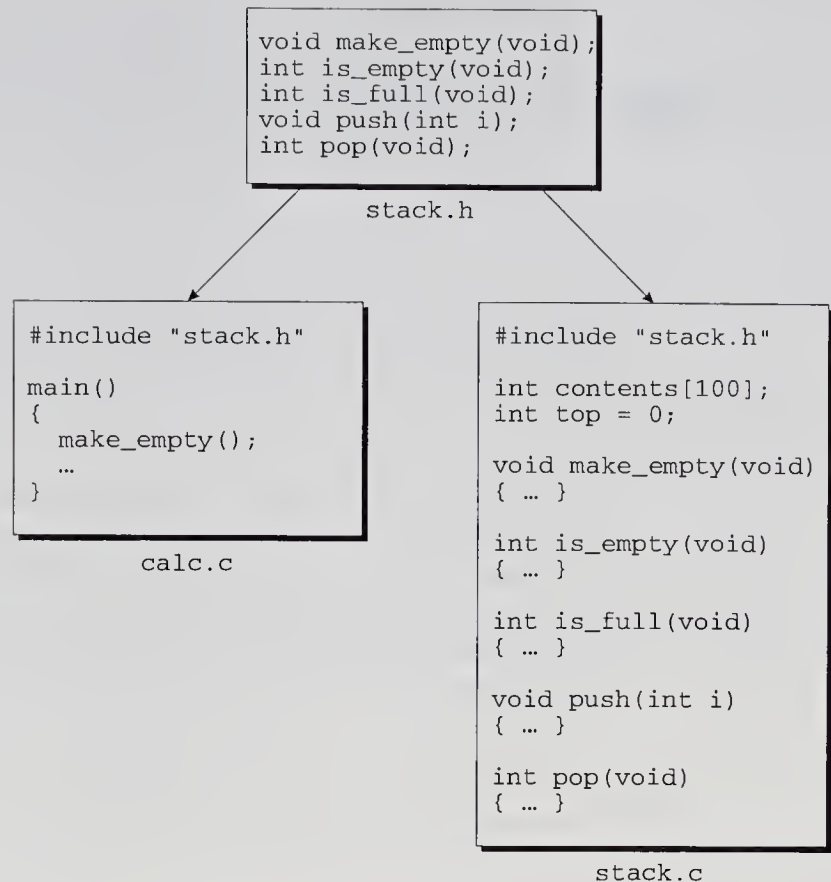 void make_empty(void);
int is_empty(void);
int is_full(void);
void push(int i);
int pop(void);
stack.h
#include "stack.h"
main()
{
make_empty();
…
}
calc.c
#include "stack.h"
int contents[100];
int top = 0;
void make_empty(void)
{ … }
int is_empty(void)
{ … }
int is_full(void)
{ … }
void push(int i)
{ … }
int pop(void)
{ … }
stack.c